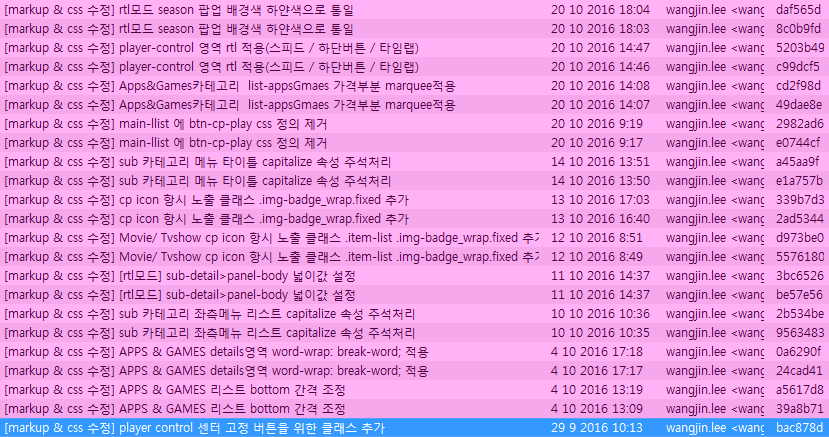 [markup & css 수정] rtl모드 season 팝업 배경색 하얀색으로 통일 20 10 2016 18:04 wangjin.lee <wang daf565d
[markup & css 수정] rtl모드 season 팝업 배경색 하얀색으로 통일 20 10 2016 18:03 wangjin.lee <wang 8c0b9fd
[markup & css 수정] player-control 영역 rtl 적용(스피드 / 하단버튼 / 타임랩) 20 10 2016 14:47 wangjin.lee <wang 5203b49
[markup & css 수정] player-control 영역 rtl 적용(스피드 / 하단버튼 / 타임랩) 20 10 2016 14:46 wangjin.lee <wang c99dcf5
[markup & css 수정] Apps&Games카테고리 list-appsGmaes 가격부분 marquee적용 20 10 2016 14:08 wangjin.lee <wang cd2f98d
[markup & css 수정] Apps&Games카테고리 list-appsGmaes 가격부분 marquee적용 20 10 2016 14:07 wangjin.lee <wang 49dae8e
[markup & css 수정] main-llist 에 btn-cp-play css 정의 제거 20 10 2016 9:19 wangjin.lee <wang 2982ad6
[markup & css 수정] main-llist 에 btn-cp-play css 정의 제거 20 10 2016 9:17 wangjin.lee <wang e0744cf
[markup & css 수정] sub 카테고리 메뉴 타이틀 capitalize 속성 주석처리 14 10 2016 13:51 wangjin.lee <wang a45aa9f
[markup & css 수정] sub 카테고리 메뉴 타이틀 capitalize 속성 주석처리 14 10 2016 13:50 wangjin.lee <wang e1a757b
[markup & css 수정] cp icon 항시 노출 클래스 .img-badge_wrap.fixed 추가 13 10 2016 17:03 wangjin.lee <wang 339b7d3
[markup & css 수정] cp icon 항시 노출 클래스 .img-badge_wrap.fixed 추가 13 10 2016 16:40 wangjin.lee <wang 2ad5344
[markup & css 수정] Movie/ Tvshow cp icon 항시 노출 클래스 .item-list .img-badge_wrap.fixed 추가 12 10 2016 8:51 wangjin.lee <wang d973be0
[markup & css 수정] Movie/ Tvshow cp icon 항시 노출 클래스 .item-list .img-badge_wrap.fixed 추가 12 10 2016 8:49 wangjin.lee <wang 5576180
[markup & css 수정] [rtl모드] sub-detail>panel-body 넓이값 설정 11 10 2016 14:37 wangjin.lee <wang 3bc6526
[markup & css 수정] [rtl모드] sub-detail>panel-body 넓이값 설정 11 10 2016 14:37 wangjin.lee <wang be57e56
[markup & css 수정] sub 카테고리 좌측메뉴 리스트 capitalize 속성 주석처리 10 10 2016 10:36 wangjin.lee <wang 2b534be
[markup & css 수정] sub 카테고리 좌측메뉴 리스트 capitalize 속성 주석처리 10 10 2016 10:35 wangjin.lee <wang 9563483
[markup & css 수정] APPS & GAMES details영역 word-wrap: break-word; 적용 4 10 2016 17:18 wangjin.lee <wang 0a6290f
[markup & css 수정] APPS & GAMES details영역 word-wrap: break-word; 적용 4 10 2016 17:17 wangjin.lee <wang 24cad41
[markup & css 수정] APPS & GAMES 리스트 bottom 간격 조정 4 10 2016 13:19 wangjin.lee <wang a5617d8
[markup & css 수정] APPS & GAMES 리스트 bottom 간격 조정 4 10 2016 13:09 wangjin.lee <wang 39a8b71
[markup & css 수정] player control 센터 고정 버튼을 위한 클래스 추가 29 9 2016 10:13 wangjin.lee <wang bac878d